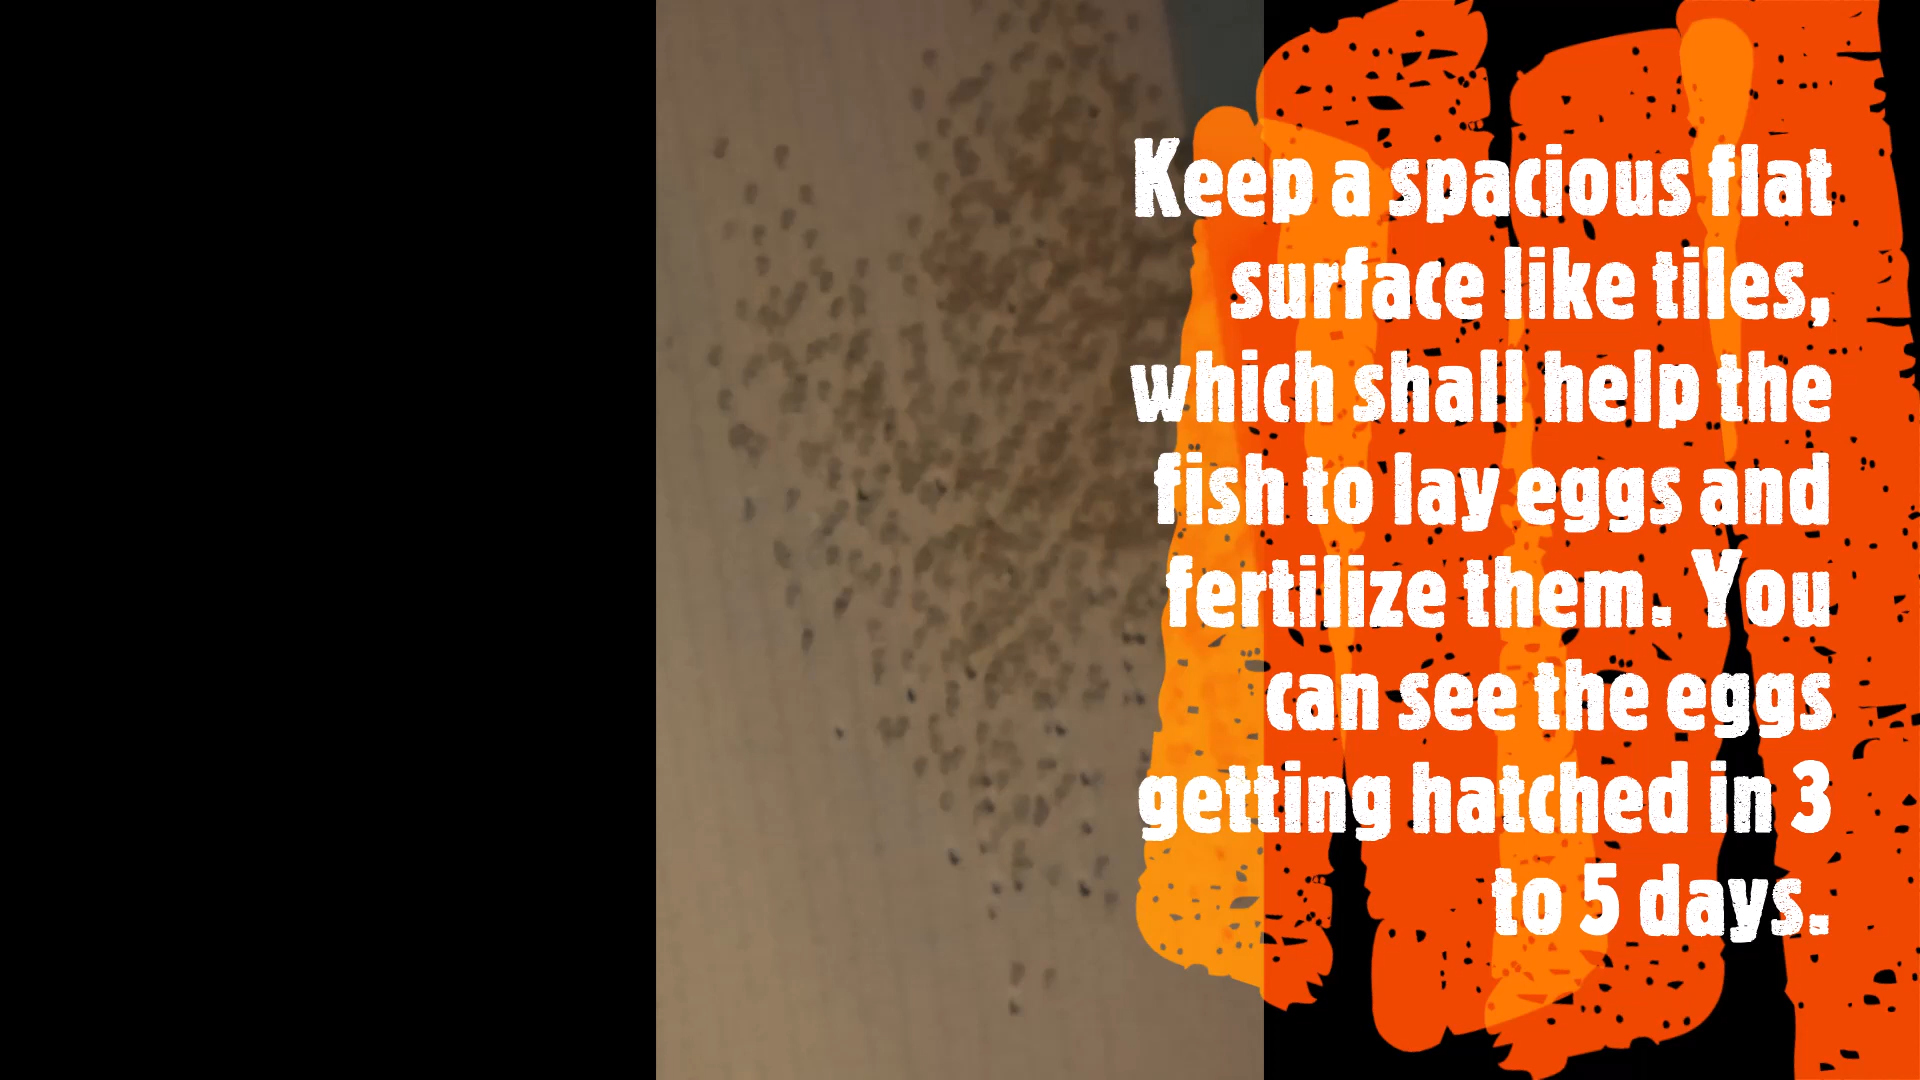 Keep a spacious flat
surface like tiles,
which shall help the
fish to lay eggs and
fertilize them. You
can see the eggs
getting hatched in 3
to 5 days.